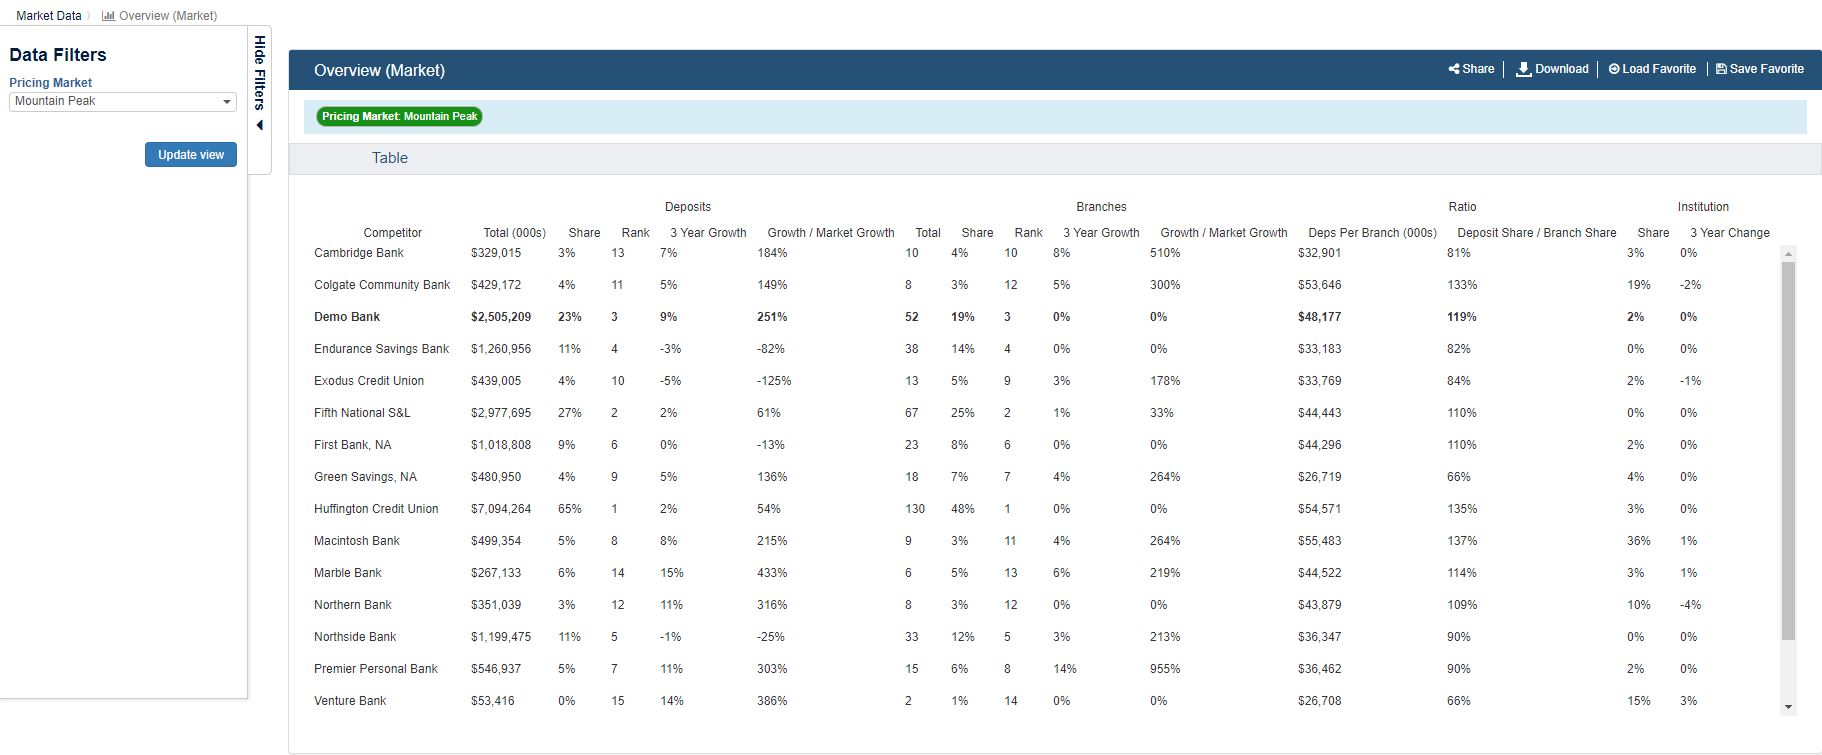 Market Data 〉 Overview (Market)
Data Filters
Pricing Market
Mountain Peak
Update view
Hide Filters
Overview (Market) Share Download Load Favorite Save Favorite
Pricing Market: Mountain Peak
Table
Deposits Branches Ratio Institution
Competitor Total (000s) Share Rank 3 Year Growth Growth / Market Growth Total Share Rank 3 Year Growth Growth / Market Growth Deps Per Branch (000s) Deposit Share / Branch Share Share 3 Year Change
Cambridge Bank $329,015 3% 13 7% 184% 10 4% 10 8% 510% $32,901 81% 3% 0%
Colgate Community Bank $429,172 4% 11 5% 149% 8 3% 12 5% 300% $53,646 133% 19% -2%
Demo Bank $2,505,209 23% 3 9% 251% 52 19% 3 0% 0% $48,177 119% 2% 0%
Endurance Savings Bank $1,260,956 11% 4 -3% -82% 38 14% 4 0% 0% $33,183 82% 0% 0%
Exodus Credit Union $439,005 4% 10 -5% -125% 13 5% 9 3% 178% $33,769 84% 2% -1%
Fifth National S&L $2,977,695 27% 2 2% 61% 67 25% 2 1% 33% $44,443 110% 0% 0%
First Bank, NA $1,018,808 9% 6 0% -13% 23 8% 6 0% 0% $44,296 110% 2% 0%
Green Savings, NA $480,950 4% 9 5% 136% 18 7% 7 4% 264% $26,719 66% 4% 0%
Huffington Credit Union $7,094,264 65% 1 2% 54% 130 48% 1 0% 0% $54,571 135% 3% 0%
Macintosh Bank $499,354 5% 8 8% 215% 9 3% 11 4% 264% $55,483 137% 36% 1%
Marble Bank $267,133 6% 14 15% 433% 6 5% 13 6% 219% $44,522 114% 3% 1%
Northern Bank $351,039 3% 12 11% 316% 8 3% 12 0% 0% $43,879 109% 10% -4%
Northside Bank $1,199,475 11% 5 -1% -25% 33 12% 5 3% 213% $36,347 90% 0% 0%
Premier Personal Bank $546,937 5% 7 11% 303% 15 6% 8 14% 955% $36,462 90% 2% 0%
Venture Bank $53,416 0% 15 14% 386% 2 1% 14 0% 0% $26,708 66% 15% 3%